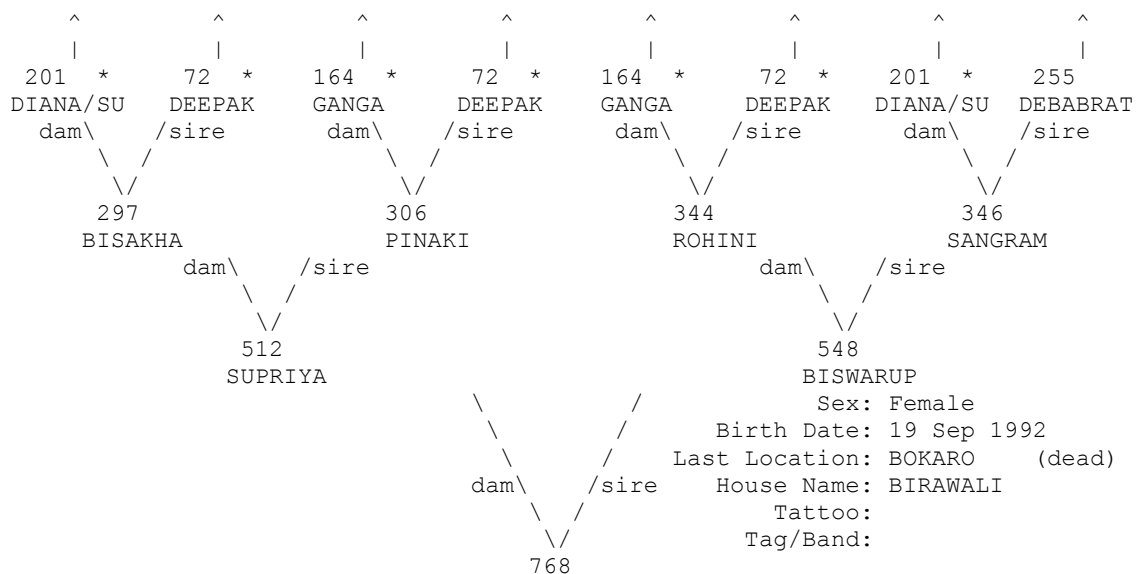 ^ ^ ^ ^ ^ ^ ^ ^
| | | | | | | |
201 * 72 * 164 * 72 * 164 * 72 * 201 * 255
DIANA/SU DEEPAK GANGA DEEPAK GANGA DEEPAK DIANA/SU DEBABRAT
dam\ /sire dam\ /sire dam\ /sire dam\ /sire
\ / \ / \ / \ /
\/ \/ \/ \/
297 306 344 346
BISAKHA PINAKI ROHINI SANGRAM
dam\ /sire dam\ /sire
\ / \ /
\/ \/
512 548
SUPRIYA BISWARUP
\ / Sex: Female
\ / Birth Date: 19 Sep 1992
\ / Last Location: BOKARO (dead)
dam\ /sire House Name: BIRAWALI
\ / Tattoo:
\/ Tag/Band:
768